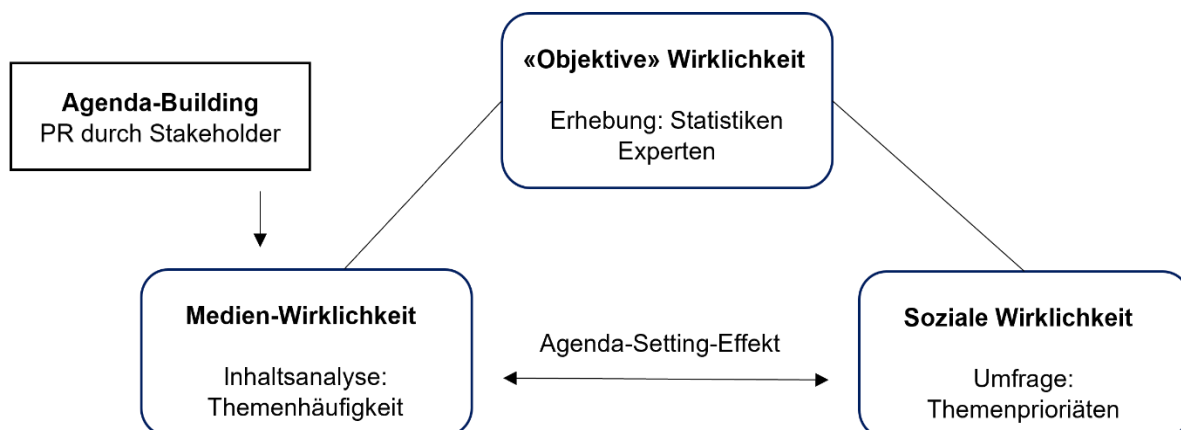 «Objektive» Wirklichkeit
Erhebung: Statistiken
Experten
Agenda-Building
PR durch Stakeholder
Medien-Wirklichkeit
Inhaltsanalyse:
Themenhäufigkeit
Agenda-Setting-Effekt
Soziale Wirklichkeit
Umfrage:
Themenprioriäten